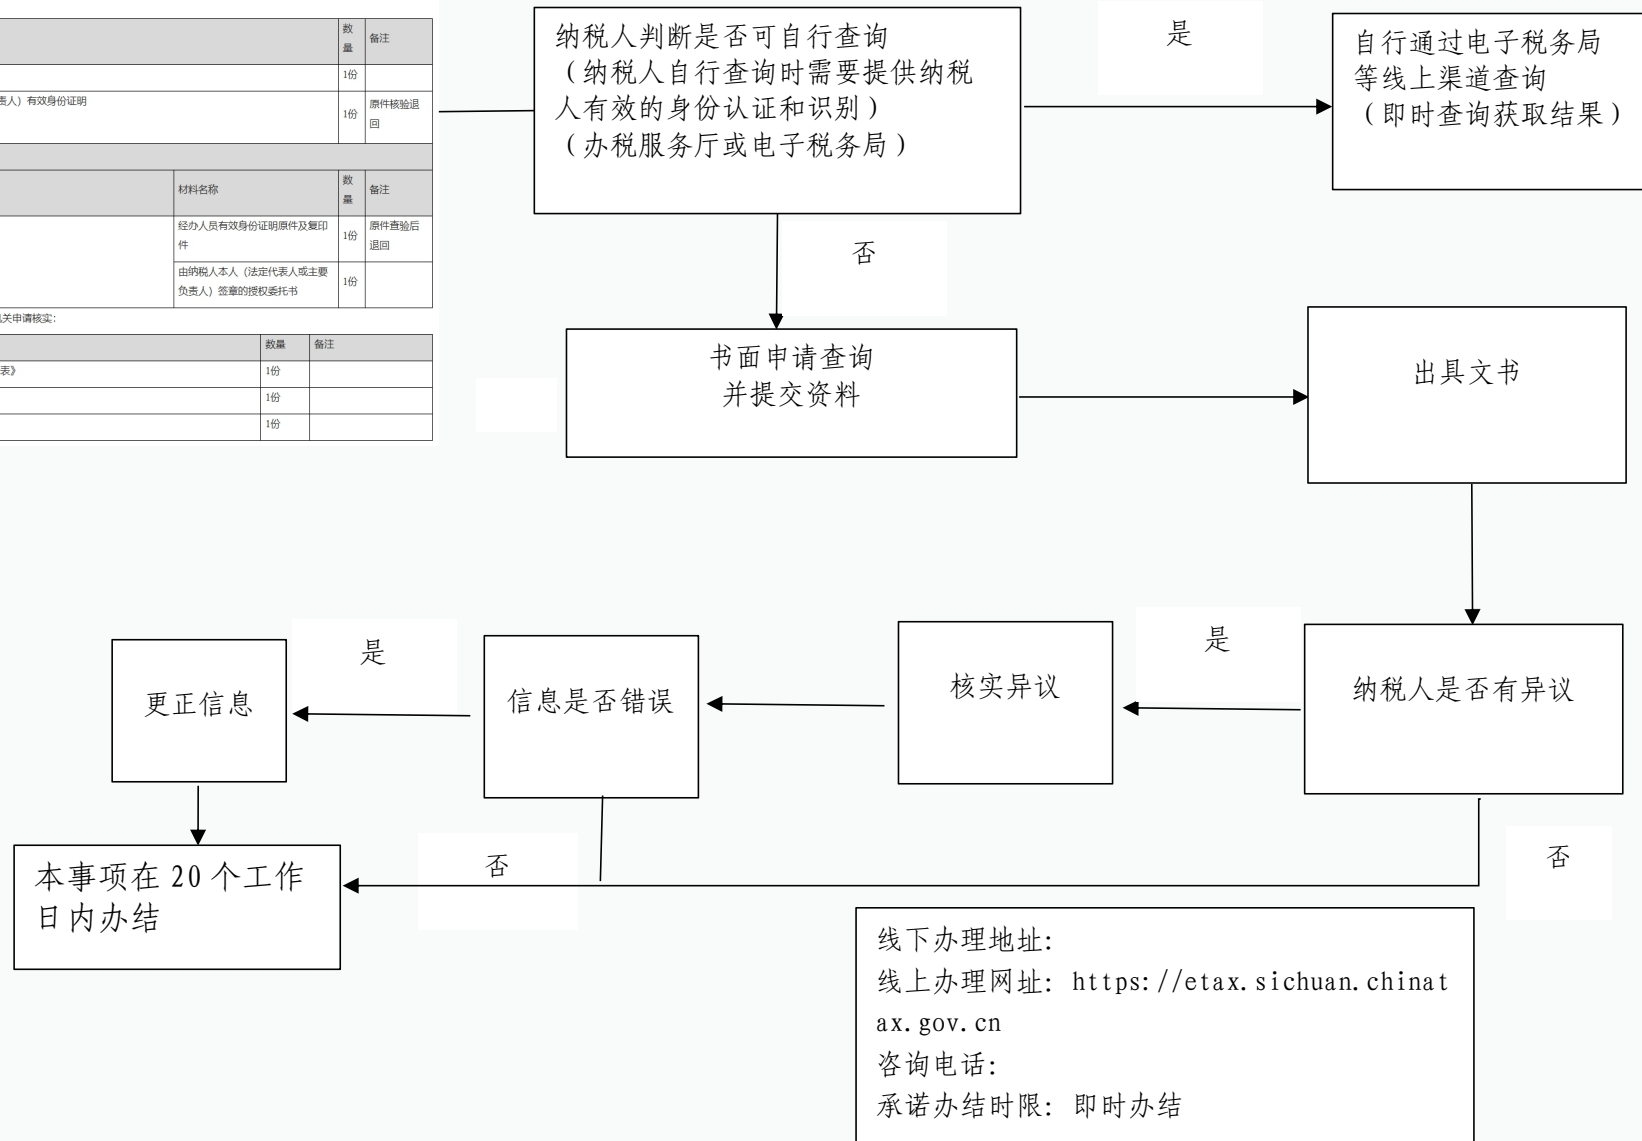 数量
备注
1份
责人）有效身份证明
1份
原件核验退
回
材料名称
数量
备注
经办人员有效身份证明原件及复印
件
1份
原件查验后
退回
由纳税人本人（法定代表人或主要
负责人）签章的授权委托书
1份
机关申请核实：
数量
备注
表》
1份
1份
1份
纳税人判断是否可自行查询
（纳税人自行查询时需要提供纳税
人有效的身份认证和识别）
（办税服务厅或电子税务局）
是
自行通过电子税务局
等线上渠道查询
（即时查询获取结果）
否
书面申请查询
并提交资料
出具文书
纳税人是否有异议
是
核实异议
信息是否错误
是
更正信息
否
否
本事项在 20 个工作
日内办结
线下办理地址：
线上办理网址：https://etax.sichuan.chinat
ax.gov.cn
咨询电话：
承诺办结时限：即时办结